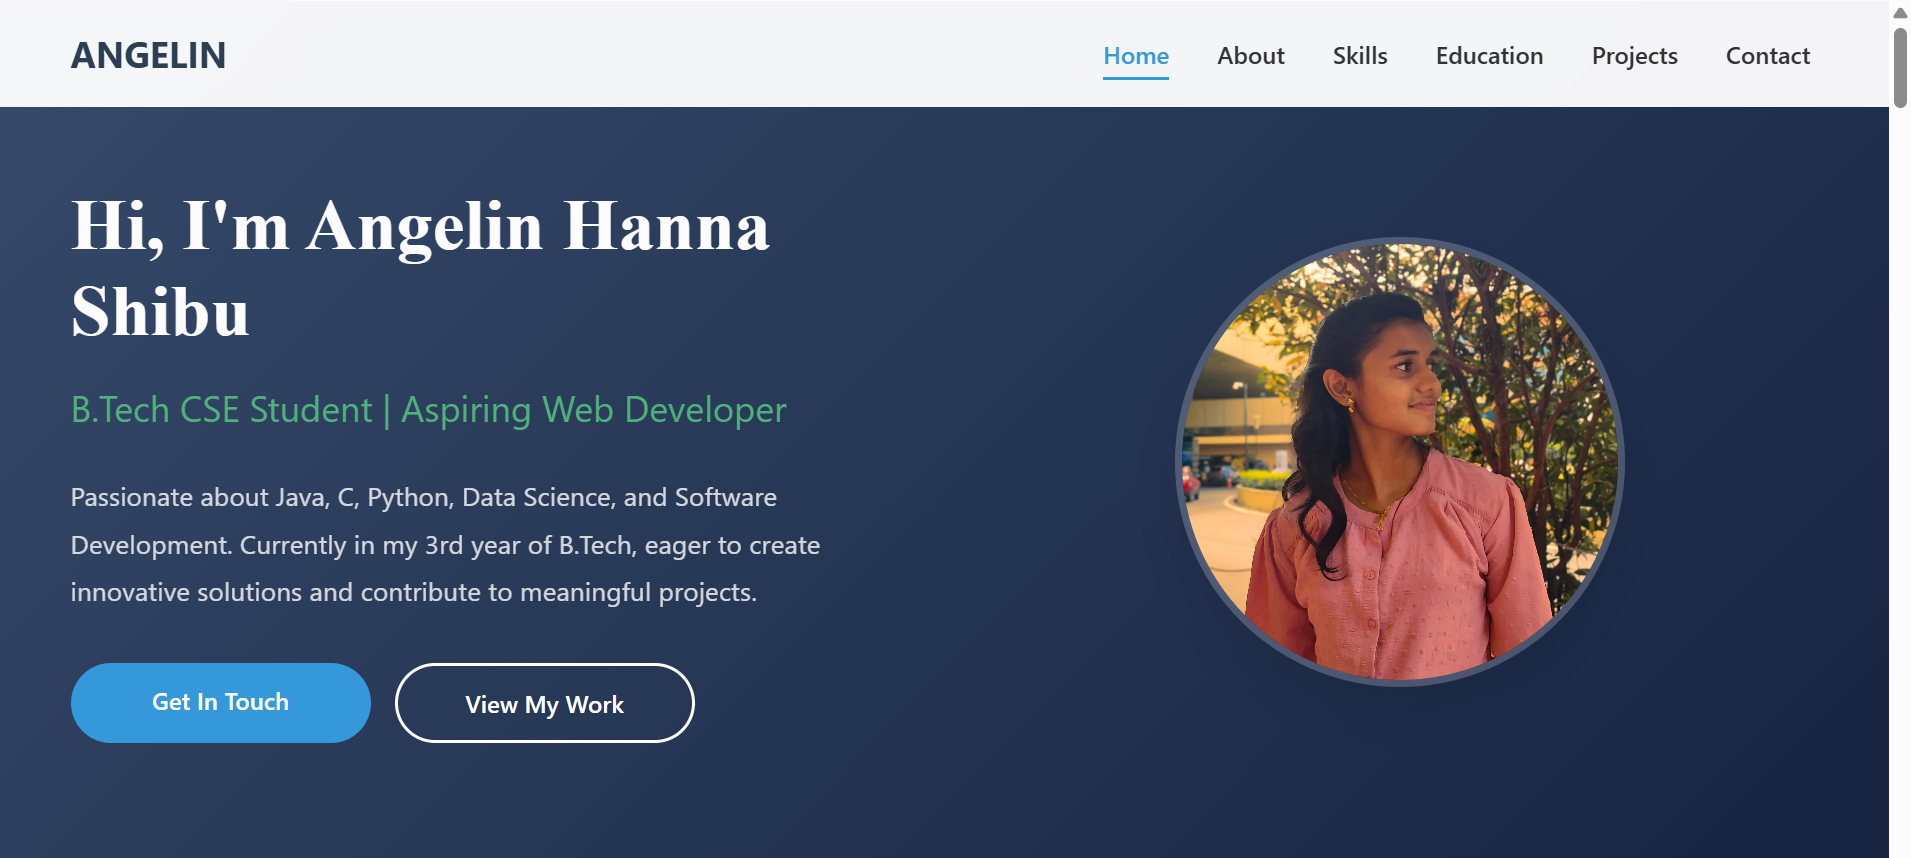 ANGELIN
Home About Skills Education Projects Contact
Hi, I'm Angelin Hanna
Shibu
B.Tech CSE Student | Aspiring Web Developer
Passionate about Java, C, Python, Data Science, and Software
Development. Currently in my 3rd year of B.Tech, eager to create
innovative solutions and contribute to meaningful projects.
Get In Touch
View My Work